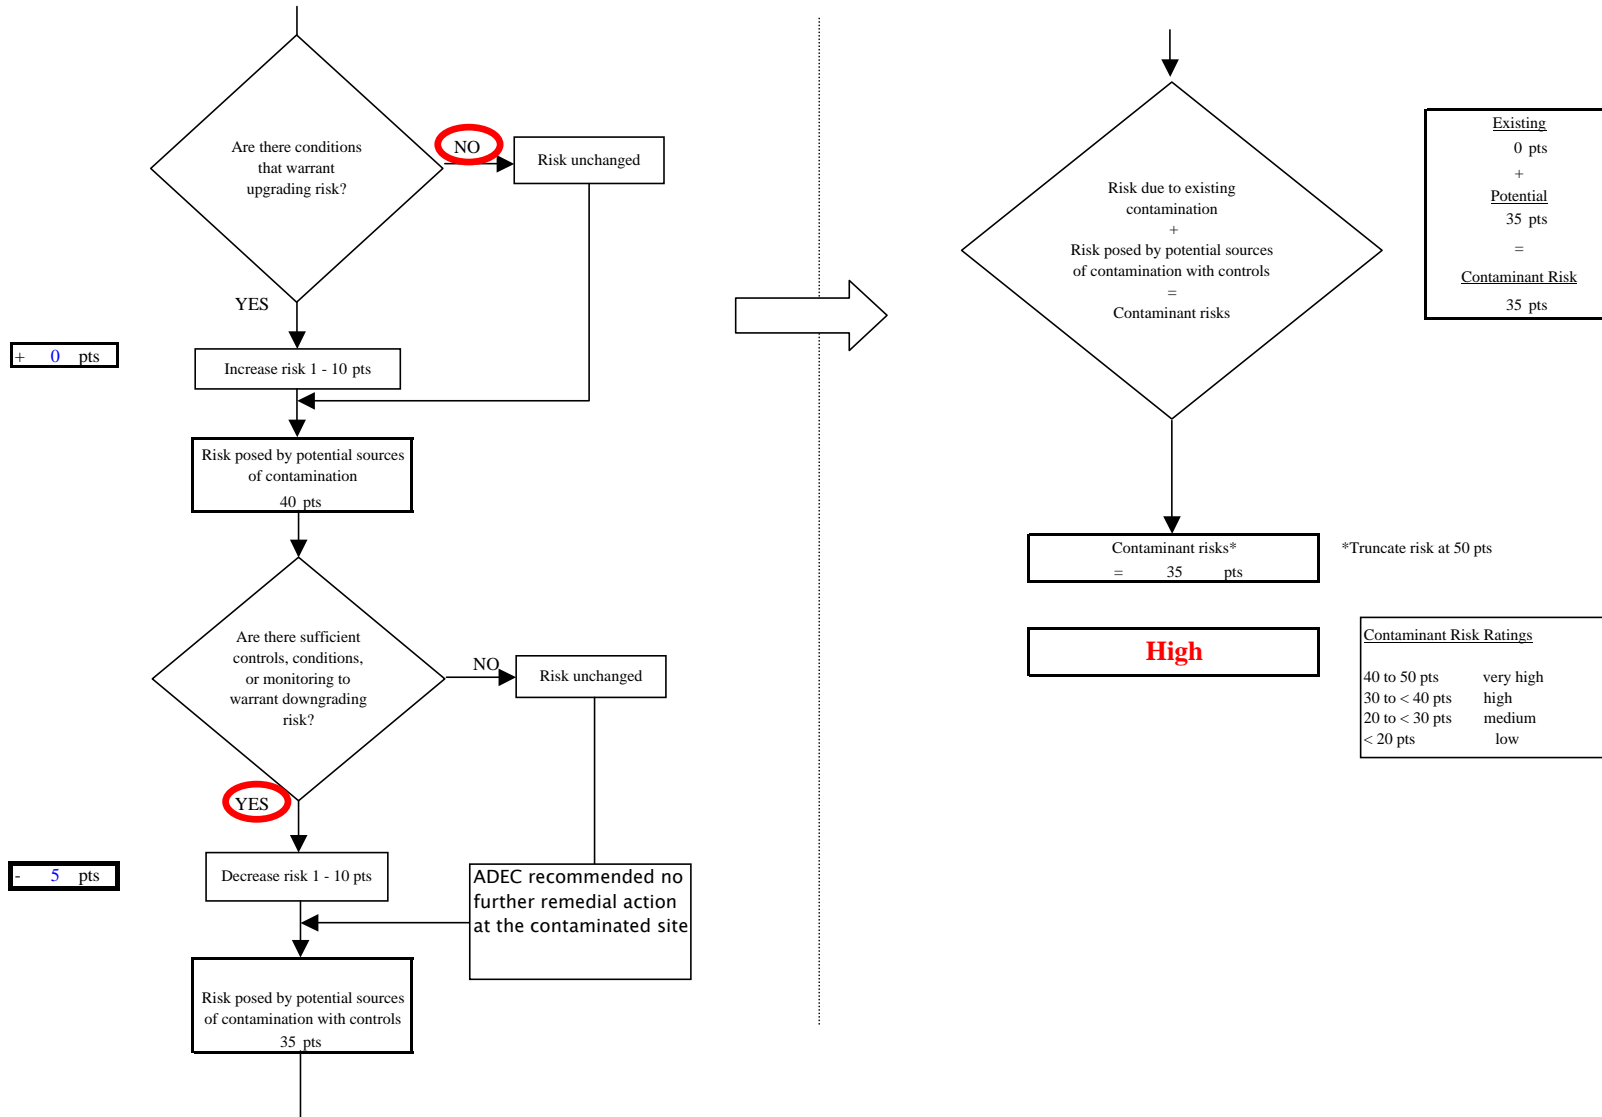 Are there conditions
that warrant
upgrading risk?
NO
Risk unchanged
YES
+ 0 pts
Increase risk 1 - 10 pts
Risk posed by potential sources
of contamination
40 pts
Are there sufficient
controls, conditions,
or monitoring to
warrant downgrading
risk?
NO
Risk unchanged
YES
- 5 pts
Decrease risk 1 - 10 pts
ADEC recommended no
further remedial action
at the contaminated site
Risk posed by potential sources
of contamination with controls
35 pts
Risk due to existing
contamination
+
Risk posed by potential sources
of contamination with controls
=
Contaminant risks
Existing
0 pts
+
Potential
35 pts
=
Contaminant Risk
35 pts
Contaminant risks*
= 35 pts
*Truncate risk at 50 pts
High
Contaminant Risk Ratings
40 to 50 pts very high
30 to < 40 pts high
20 to < 30 pts medium
< 20 pts low